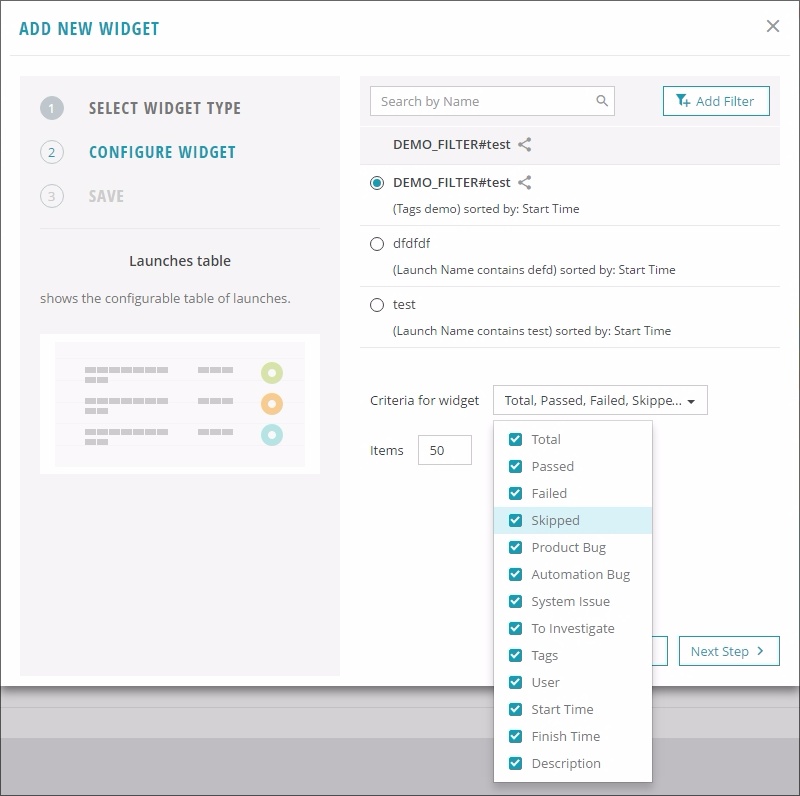 ADD NEW WIDGET
1 SELECT WIDGET TYPE
2 CONFIGURE WIDGET
3 SAVE
Launches table
shows the configurable table of launches.
Search by Name
Add Filter
DEMO_FILTER#test
DEMO_FILTER#test
(Tags demo) sorted by: Start Time
dfdfdf
(Launch Name contains defd) sorted by: Start Time
test
(Launch Name contains test) sorted by: Start Time
Criteria for widget Total, Passed, Failed, Skippe...
Items 50
Total
Passed
Failed
Skipped
Product Bug
Automation Bug
System Issue
To Investigate
Tags
User
Start Time
Finish Time
Description
Next Step